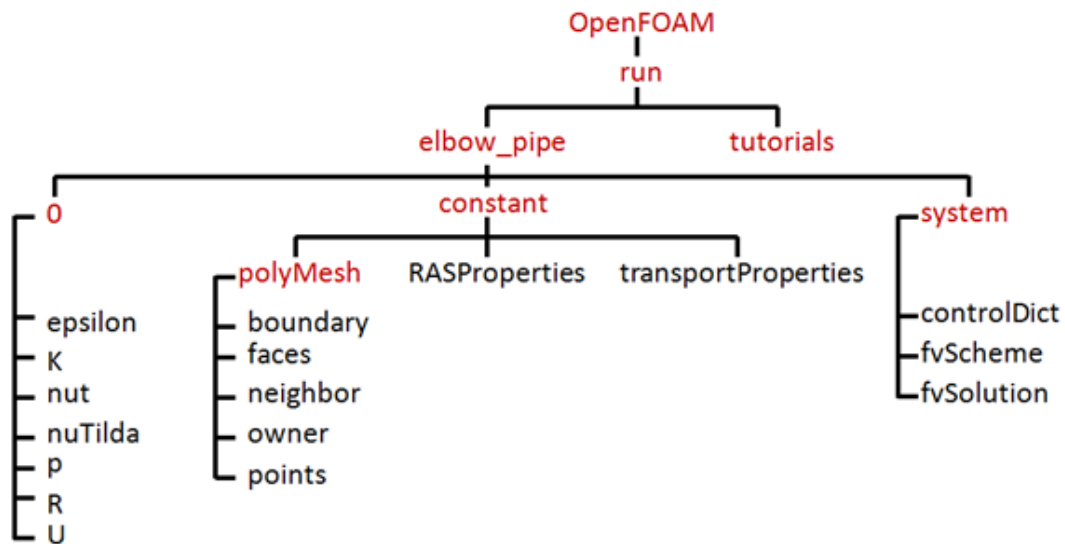 OpenFOAM
run
elbow_pipe tutorials
0 constant system
polyMesh RASProperties transportProperties
epsilon
K
nut
nuTilda
p
R
U
boundary
faces
neighbor
owner
points
controlDict
fvScheme
fvSolution